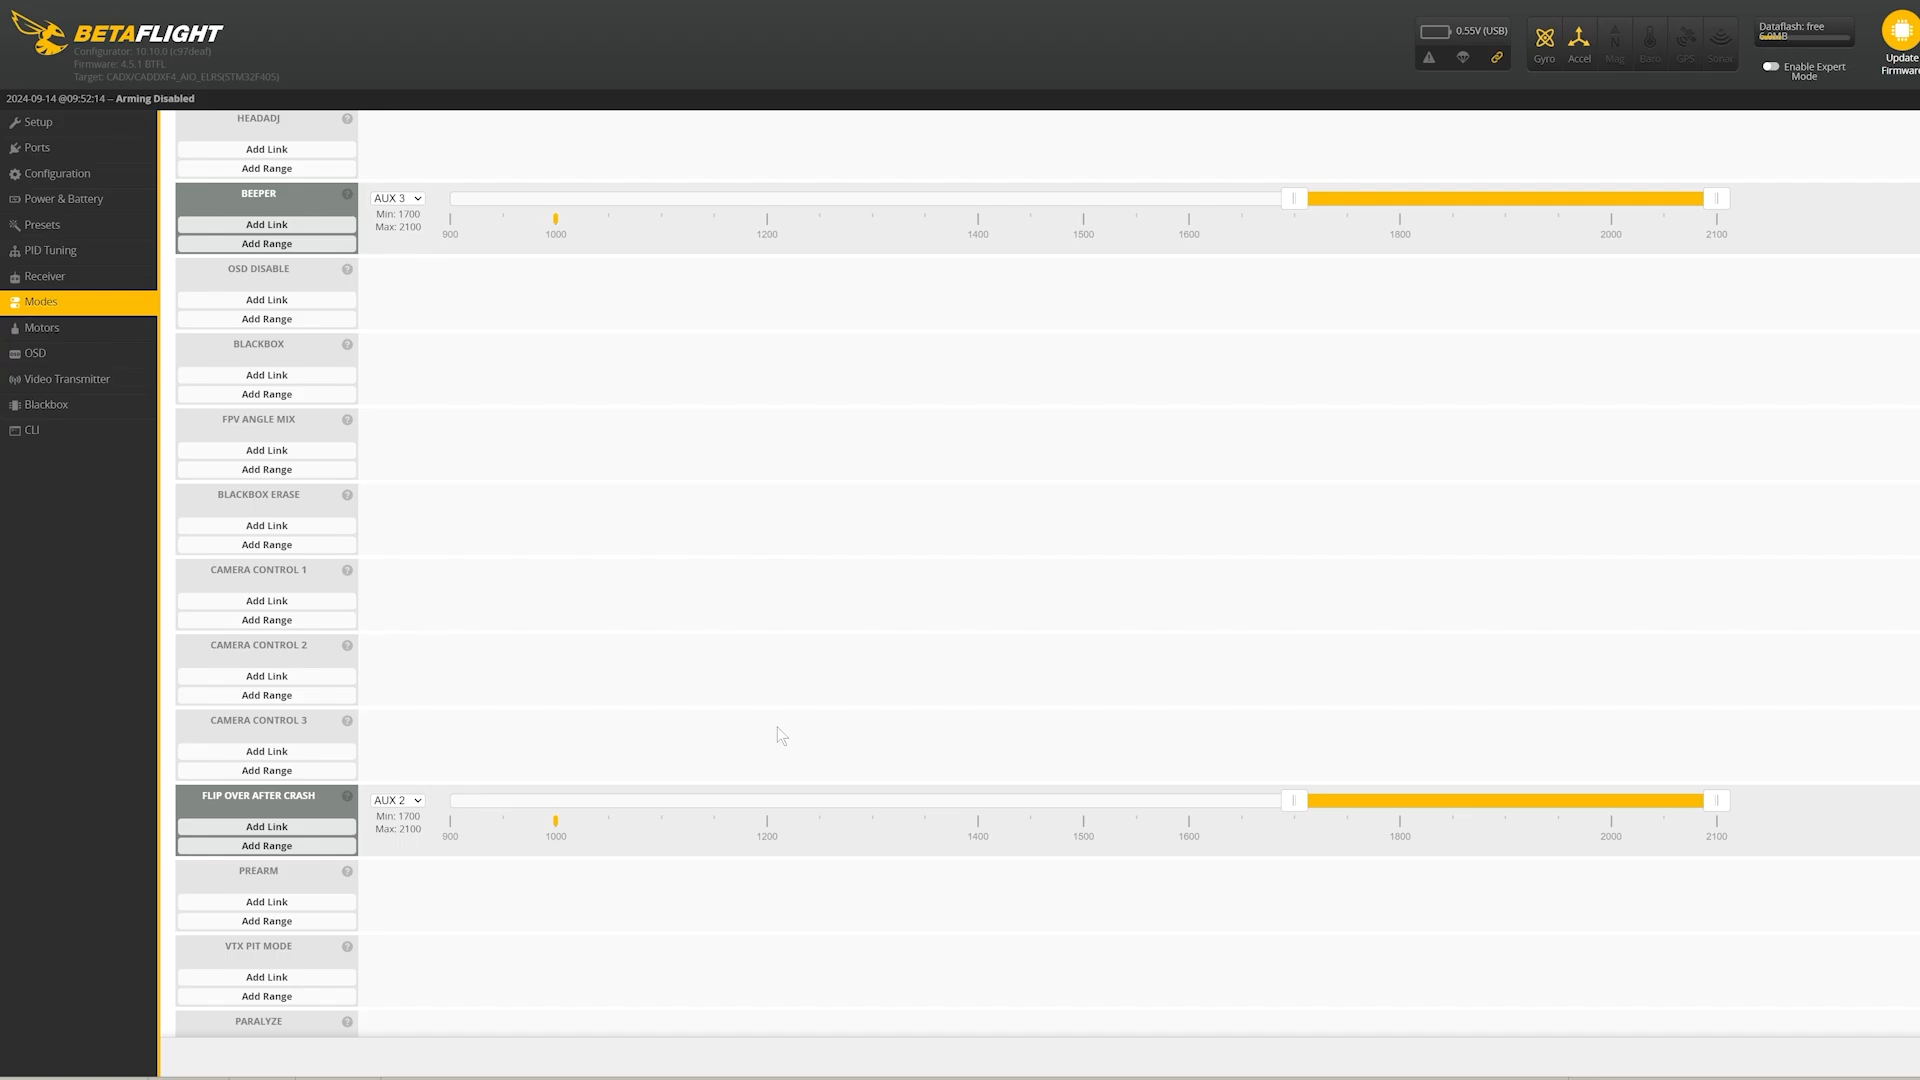 BETAFLIGHT
Configurator: 10.10.0 (c97deaf)
Firmware: 4.5.1 BTFL
Target: CADX/CADDXF4_AIO_ELRS(STM32F405)
0.55V (USB)
Gyro
Accel
Mag
Baro
GPS
Sonar
Dataflash: free
6.0MB
Enable Expert
Mode
Update
Firmware
2024-09-14 @09:52:14 -- Arming Disabled
Setup
Ports
Configuration
Power & Battery
Presets
PID Tuning
Receiver
Modes
Motors
OSD
Video Transmitter
Blackbox
CLI
HEADADJ
Add Link
Add Range
BEEPER
Add Link
Add Range
AUX 3
Min: 1700
Max: 2100
900 1000 1200 1400 1500 1600 1800 2000 2100
OSD DISABLE
Add Link
Add Range
BLACKBOX
Add Link
Add Range
FPV ANGLE MIX
Add Link
Add Range
BLACKBOX ERASE
Add Link
Add Range
CAMERA CONTROL 1
Add Link
Add Range
CAMERA CONTROL 2
Add Link
Add Range
CAMERA CONTROL 3
Add Link
Add Range
FLIP OVER AFTER CRASH
Add Link
Add Range
AUX 2
Min: 1700
Max: 2100
900 1000 1200 1400 1500 1600 1800 2000 2100
PREARM
Add Link
Add Range
VTX PIT MODE
Add Link
Add Range
PARALYZE